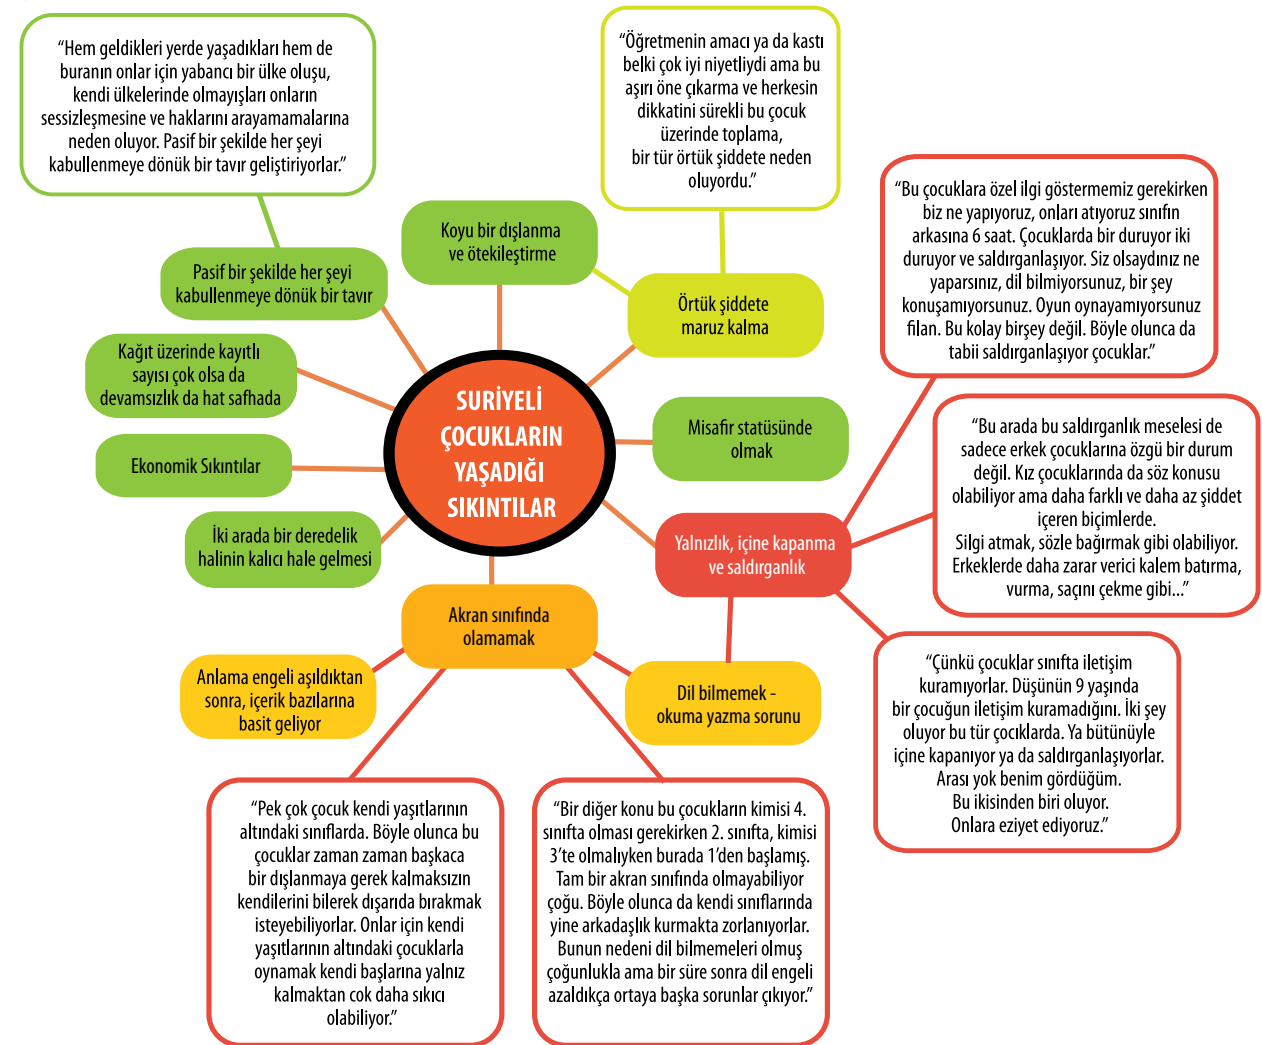 “Hem geldikleri yerde yaşadıkları hem de
buranın onlar için yabancı bir ülke oluşu,
kendi ülkelerinde olmayışları onların
sessizleşmesine ve haklarını arayamamalarına
neden oluyor. Pasif bir şekilde her şeyi
kabullenmeye dönük bir tavır geliştiriyorlar.”
“Öğretmenin amacı ya da kastı
belki çok iyi niyetliydi ama bu
aşırı öne çıkarma ve herkesin
dikkatini sürekli bu çocuk
üzerinde toplama,
bir tür örtük şiddete neden
oluyordu.”
“Bu çocuklara özel ilgi göstermemiz gerekirken
biz ne yapıyoruz, onları atıyoruz sınıfın
arkasına 6 saat. Çocuklarda bir duruyor iki
duruyor ve saldırganlaşıyor. Siz olsaydınız ne
yaparsınız, dil bilmiyorsunuz, bir şey
konuşamıyorsunuz. Oyun oynayamıyorsunuz
filan. Bu kolay birşey değil. Böyle olunca da
tabii saldırganlaşıyor çocuklar.”
Koyu bir dışlanma
ve ötekileştirme
Pasif bir şekilde her şeyi
kabullenmeye dönük bir tavır
Örtük şiddete
maruz kalma
Kağıt üzerinde kayıtlı
sayısı çok olsa da
devamsızlık da hat safhada
SURİYELİ
ÇOCUKLARIN
YAŞADIĞI
SIKINTILAR
Misafir statüsünde
olmak
“Bu arada bu saldırganlık meselesi de
sadece erkek çocuklarına özgü bir durum
değil. Kız çocuklarında da söz konusu
olabiliyor ama daha farklı ve daha az şiddet
içeren biçimlerde.
Silgi atmak, sözle bağırmak gibi olabiliyor.
Erkeklerde daha zarar verici kalem batırma,
vurma, saçını çekme gibi...”
Ekonomik Sıkıntılar
İki arada bir deredelik
halinin kalıcı hale gelmesi
Yalnızlık, içine kapanma
ve saldırganlık
Akran sınıfında
olamamak
Anlama engeli aşıldıktan
sonra, içerik bazılarına
basit geliyor
Dil bilmemek -
okuma yazma sorunu
“Çünkü çocuklar sınıfta iletişim
kuramıyorlar. Düşünün 9 yaşında
bir çocuğun iletişim kuramadığını. İki şey
oluyor bu tür çocıklarda. Ya bütünüyle
içine kapanıyor ya da saldırganlaşıyorlar.
Arası yok benim gördüğüm.
Bu ikisinden biri oluyor.
Onlara eziyet ediyoruz.”
“Pek çok çocuk kendi yaşıtlarının
altındaki sınıflarda. Böyle olunca bu
çocuklar zaman zaman başkaca
bir dışlanmaya gerek kalmaksızın
kendilerini bilerek dışarıda bırakmak
isteyebiliyorlar. Onlar için kendi
yaşıtlarının altındaki çocuklarla
oynamak kendi başlarına yalnız
kalmaktan cok daha sıkıcı
olabiliyor.”
“Bir diğer konu bu çocukların kimisi 4.
sınıfta olması gerekirken 2. sınıfta, kimisi
3’te olmalıyken burada 1’den başlamış.
Tam bir akran sınıfında olmayabiliyor
çoğu. Böyle olunca da kendi sınıflarında
yine arkadaşlık kurmakta zorlanıyorlar.
Bunun nedeni dil bilmemeleri olmuş
çoğunlukla ama bir süre sonra dil engeli
azaldıkça ortaya başka sorunlar çıkıyor.”